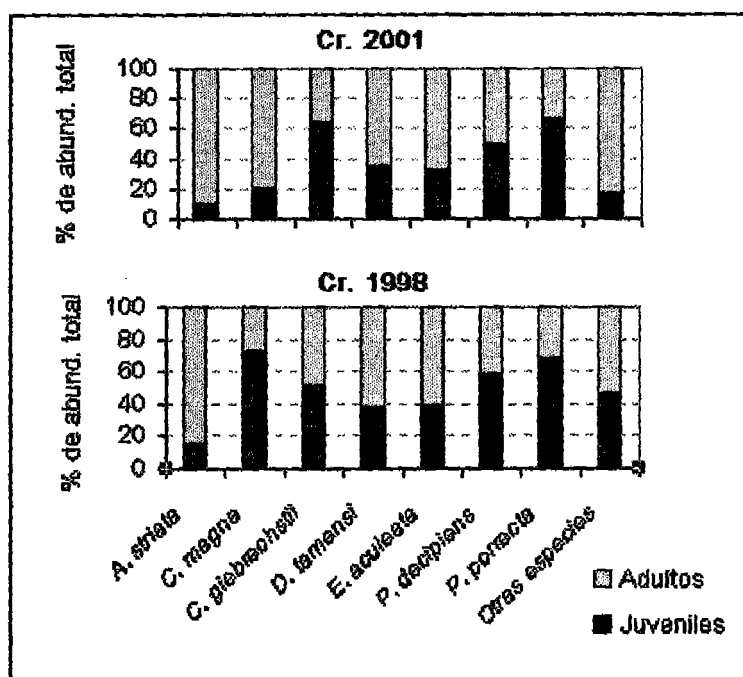 Cr. 2001
% de abund. total
100
80
60
40
20
0
Cr. 1998
% de abund. total
100
80
60
40
20
0
A. striata
C. magna
C. giebrechstii
D. tamensi
E. aculeata
P. decipiens
P. porrecta
Otras especies
Adultos
Juveniles